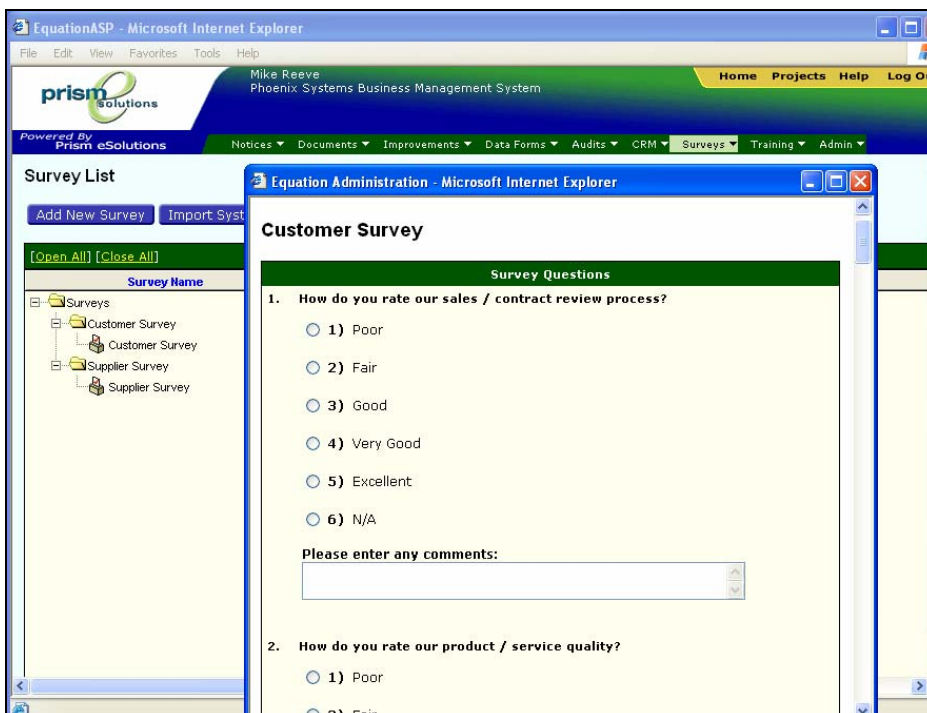 EquationASP - Microsoft Internet Explorer
File Edit View Favorites Tools Help
prism solutions
Mike Reeve
Phoenix Systems Business Management System
Home Projects Help Log
Powered By
Prism eSolutions
Notices Documents Improvements Data Forms Audits CRM Surveys Training Admin
Survey List
Add New Survey Import Syst
[Open All] [Close All]
Survey Name
Surveys
Customer Survey
Customer Survey
Supplier Survey
Supplier Survey
Equation Administration - Microsoft Internet Explorer
Customer Survey
Survey Questions
1. How do you rate our sales / contract review process?
1) Poor
2) Fair
3) Good
4) Very Good
5) Excellent
6) N/A
Please enter any comments:
2. How do you rate our product / service quality?
1) Poor
2) Fair